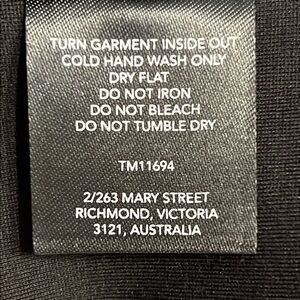 TURN GARMENT INSIDE OUT
COLD HAND WASH ONLY
DRY FLAT
DO NOT IRON
DO NOT BLEACH
DO NOT TUMBLE DRY
TM11694
2/263 MARY STREET
RICHMOND, VICTORIA
3121, AUSTRALIA